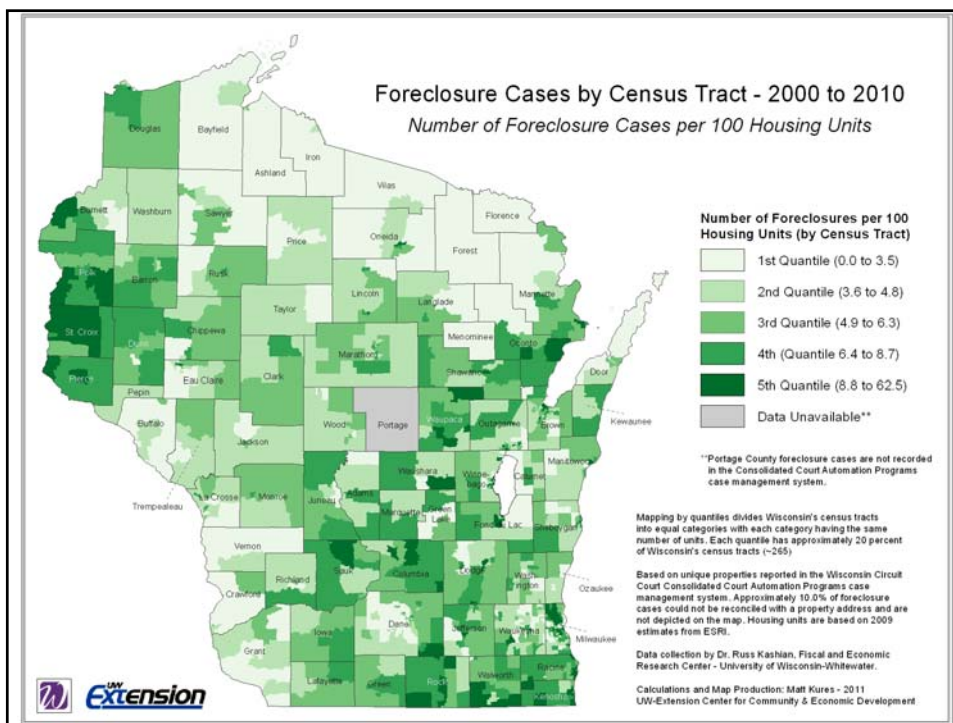 Foreclosure Cases by Census Tract - 2000 to 2010
Number of Foreclosure Cases per 100 Housing Units
Douglas
Bayfield
Iron
Ashland
Vilas
Burnett
Washburn
Sawyer
Florence
Oneida
Forest
Price
Polk
Barron
Rusk
Lincoln
Langlade
Marinette
Taylor
Chippewa
Menominee
Oconto
St. Croix
Dunn
Marathon
Door
Pierce
Eau Claire
Clark
Shawano
Pepin
Kewaunee
Buffalo
Wood
Portage
Waupaca
Outagamie
Brown
Jackson
Trempealeau
La Crosse
Monroe
Juneau
Adams
Waushara
Winne-
bago
Calumet
Manitowoc
Marquette
Green
Lake
Fond du Lac
Sheboygan
Vernon
Richland
Sauk
Columbia
Dodge
Wash-
ington
Ozaukee
Crawford
Grant
Iowa
Dane
Jefferson
Waukesha
Milwaukee
Lafayette
Green
Rock
Walworth
Racine
Kenosha
Number of Foreclosures per 100
Housing Units (by Census Tract)
1st Quantile (0.0 to 3.5)
2nd Quantile (3.6 to 4.8)
3rd Quantile (4.9 to 6.3)
4th (Quantile 6.4 to 8.7)
5th Quantile (8.8 to 62.5)
Data Unavailable**
**Portage County foreclosure cases are not recorded
in the Consolidated Court Automation Programs
case management system.
Mapping by quantiles divides Wisconsin's census tracts
into equal categories with each category having the same
number of units. Each quantile has approximately 20 percent
of Wisconsin's census tracts (~265)
Based on unique properties reported in the Wisconsin Circuit
Court Consolidated Court Automation Programs case
management system. Approximately 10.0% of foreclosure
cases could not be reconciled with a property address and are
not depicted on the map. Housing units are based on 2009
estimates from ESRI.
Data collection by Dr. Russ Kashian, Fiscal and Economic
Research Center - University of Wisconsin-Whitewater.
Calculations and Map Production: Matt Kures - 2011
UW-Extension Center for Community & Economic Development
W
UW
Extension